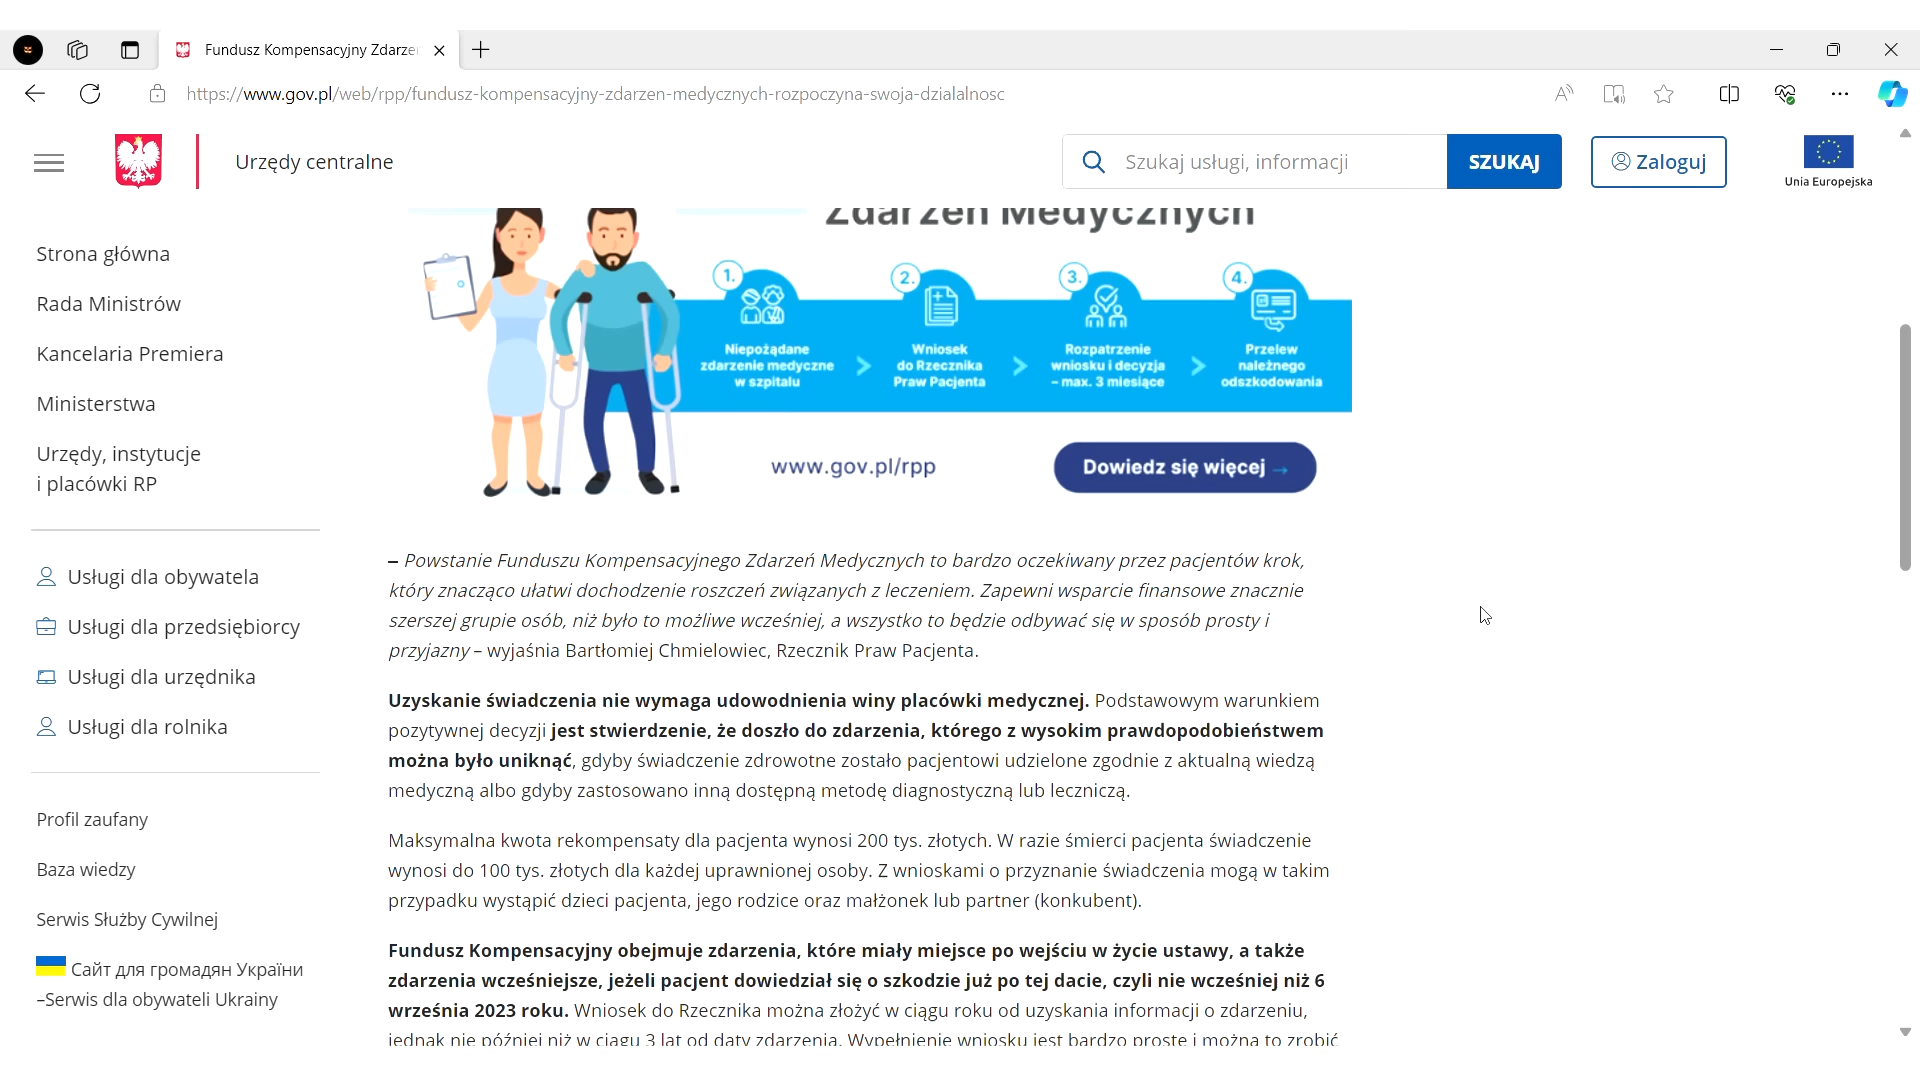 Fundusz Kompensacyjny Zdarze
https://www.gov.pl/web/rpp/fundusz-kompensacyjny-zdarzen-medycznych-rozpoczyna-swoja-dzialalnosc
Urzędy centralne
Szukaj usługi, informacji
SZUKAJ
Zaloguj
Unia Europejska
Strona główna
Rada Ministrów
Kancelaria Premiera
Ministerstwa
Urzędy, instytucje
i placówki RP
Usługi dla obywatela
Usługi dla przedsiębiorcy
Usługi dla urzędnika
Usługi dla rolnika
Profil zaufany
Baza wiedzy
Serwis Służby Cywilnej
Сайт для громадян України
–Serwis dla obywateli Ukrainy
Zdarzeń Medycznych
1.
Niepożądane
zdarzenie medyczne
w szpitalu
2.
Wniosek
do Rzecznika
Praw Pacjenta
3.
Rozpatrzenie
wniosku i decyzja
– max. 3 miesiące
4.
Przelew
należnego
odszkodowania
www.gov.pl/rpp
Dowiedz się więcej →
– Powstanie Funduszu Kompensacyjnego Zdarzeń Medycznych to bardzo oczekiwany przez pacjentów krok,
który znacząco ułatwi dochodzenie roszczeń związanych z leczeniem. Zapewni wsparcie finansowe znacznie
szerszej grupie osób, niż było to możliwe wcześniej, a wszystko to będzie odbywać się w sposób prosty i
przyjazny – wyjaśnia Bartłomiej Chmielowiec, Rzecznik Praw Pacjenta.
Uzyskanie świadczenia nie wymaga udowodnienia winy placówki medycznej. Podstawowym warunkiem
pozytywnej decyzji jest stwierdzenie, że doszło do zdarzenia, którego z wysokim prawdopodobieństwem
można było uniknąć, gdyby świadczenie zdrowotne zostało pacjentowi udzielone zgodnie z aktualną wiedzą
medyczną albo gdyby zastosowano inną dostępną metodę diagnostyczną lub leczniczą.
Maksymalna kwota rekompensaty dla pacjenta wynosi 200 tys. złotych. W razie śmierci pacjenta świadczenie
wynosi do 100 tys. złotych dla każdej uprawnionej osoby. Z wnioskami o przyznanie świadczenia mogą w takim
przypadku wystąpić dzieci pacjenta, jego rodzice oraz małżonek lub partner (konkubent).
Fundusz Kompensacyjny obejmuje zdarzenia, które miały miejsce po wejściu w życie ustawy, a także
zdarzenia wcześniejsze, jeżeli pacjent dowiedział się o szkodzie już po tej dacie, czyli nie wcześniej niż 6
września 2023 roku. Wniosek do Rzecznika można złożyć w ciągu roku od uzyskania informacji o zdarzeniu,
jednak nie później niż w ciągu 3 lat od daty zdarzenia. Wypełnienie wniosku jest bardzo proste i można to zrobić